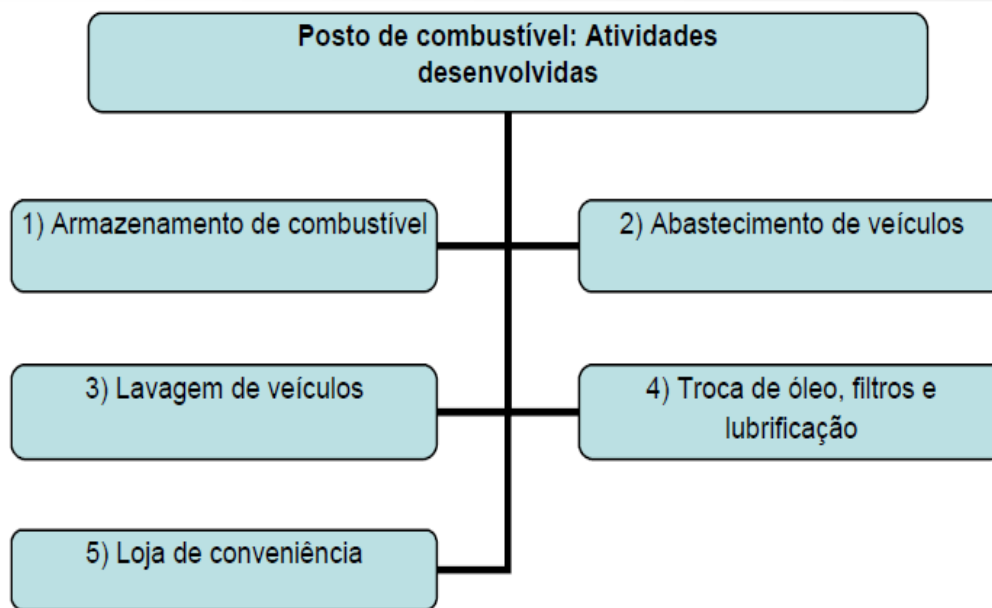 Posto de combustível: Atividades
desenvolvidas
1) Armazenamento de combustível
2) Abastecimento de veículos
3) Lavagem de veículos
4) Troca de óleo, filtros e
lubrificação
5) Loja de conveniência